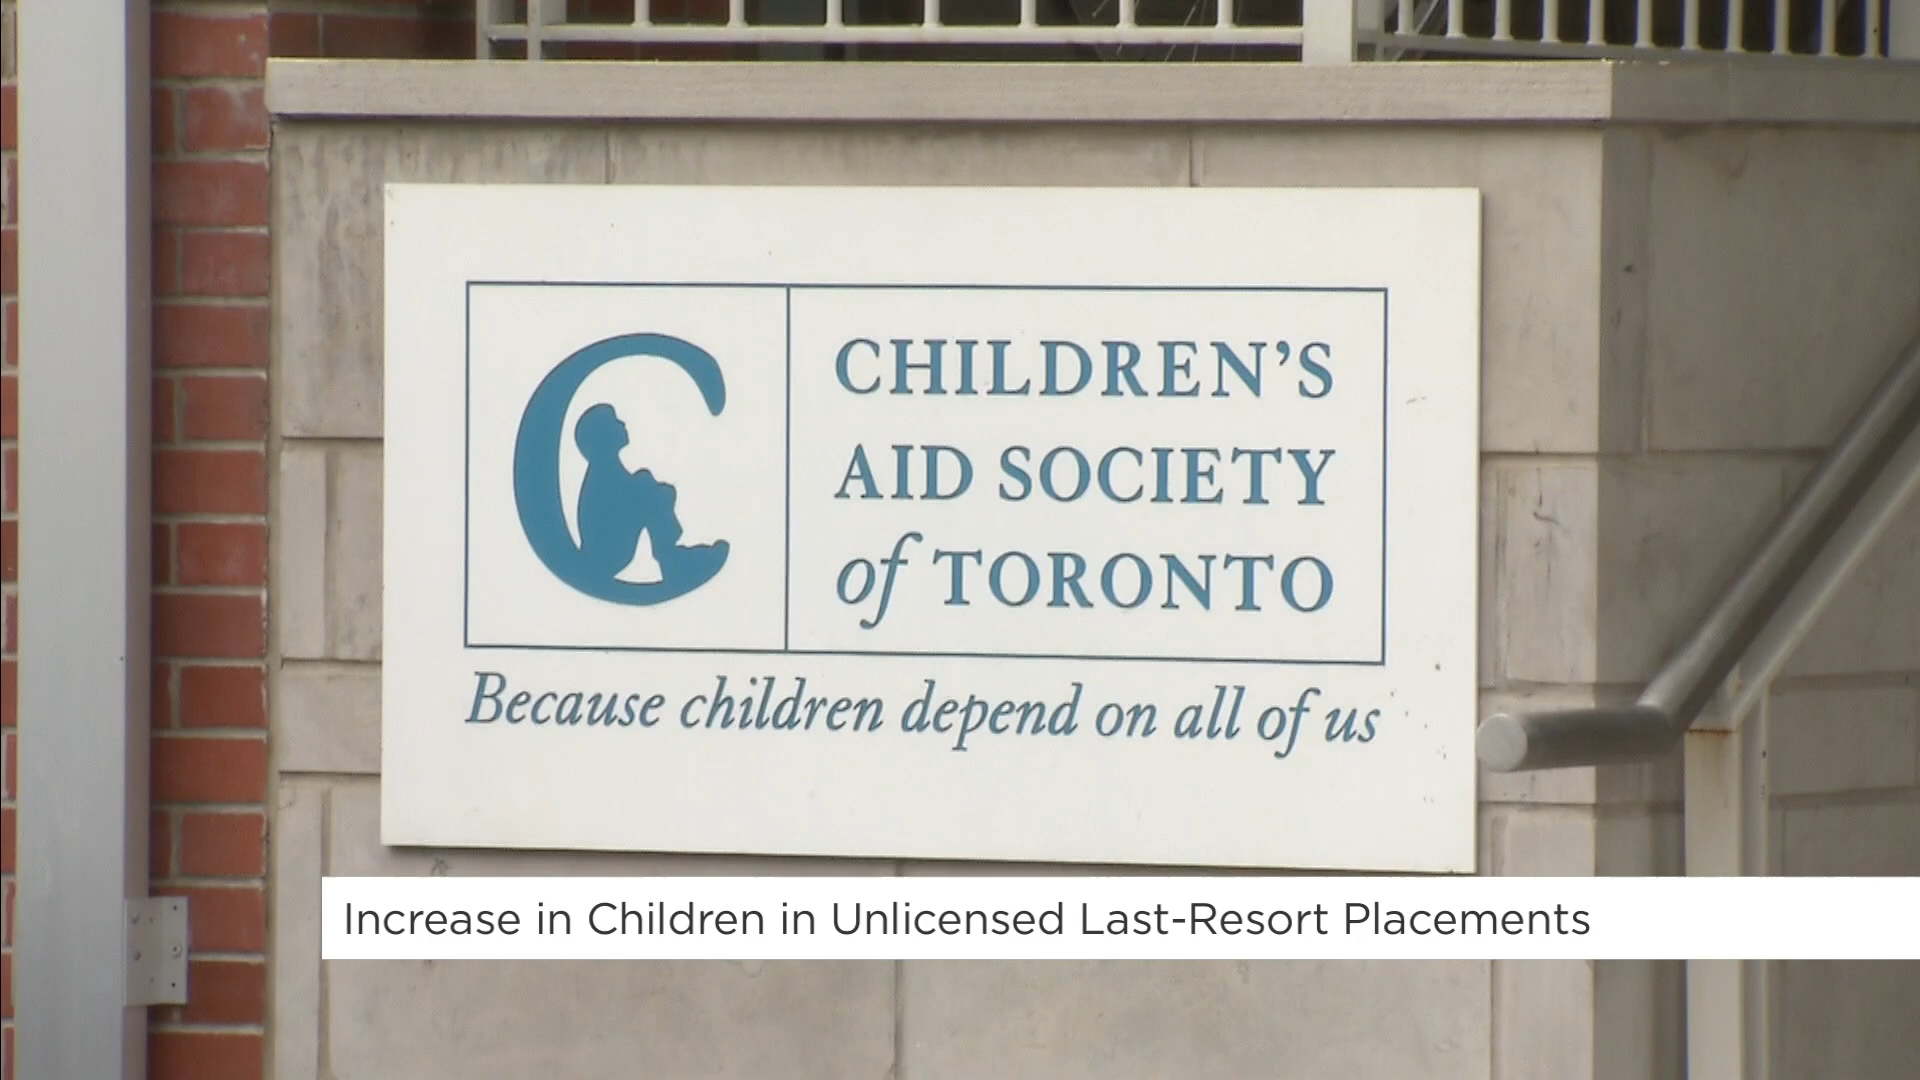 CHILDREN'S
AID SOCIETY
of TORONTO
Because children depend on all of us
Increase in Children in Unlicensed Last-Resort Placements